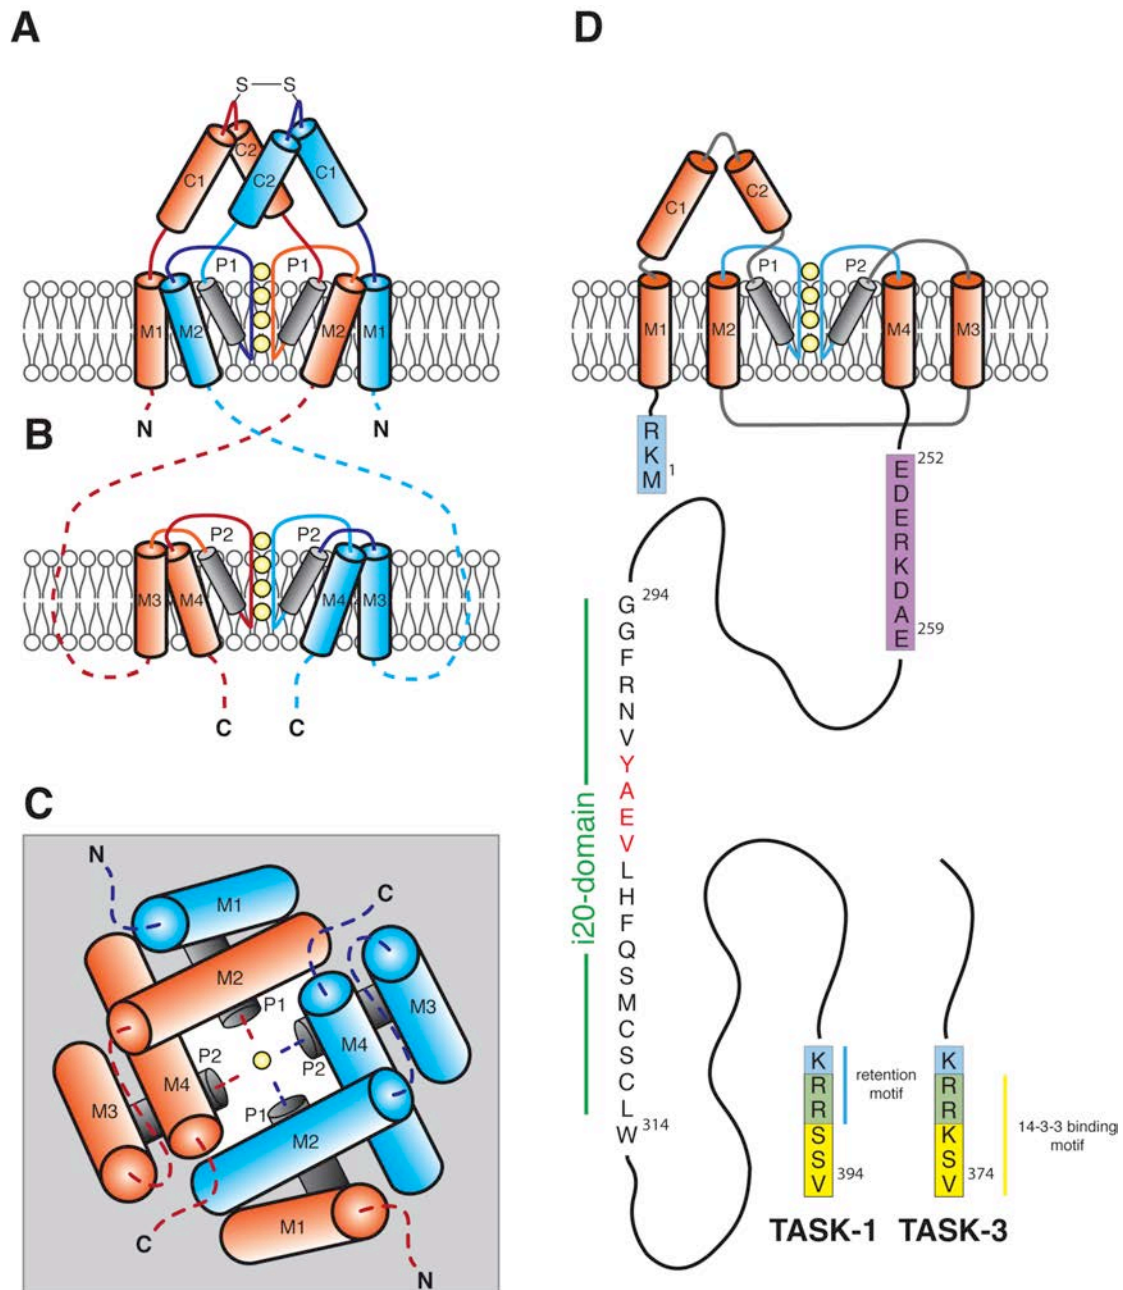 A
S S
C1
C2
C2
C1
P1
P1
M1
M2
M2
M1
N
N
B
P2
P2
M3
M4
M4
M3
C
C
C
N
M1
C
M2
P1
M3
P2
M4
P2
M4
M3
P1
M2
C
M1
N
D
C1
C2
P1
P2
M1
M2
M4
M3
R
K
M
1
252
E
D
E
R
K
D
A
E
259
i20-domain
G
294
G
F
R
N
V
Y
A
E
V
L
H
F
Q
S
M
C
S
C
L
W
314
K
R
R
S
S
V
394
retention
motif
TASK-1
K
R
R
K
S
V
374
14-3-3 binding
motif
TASK-3